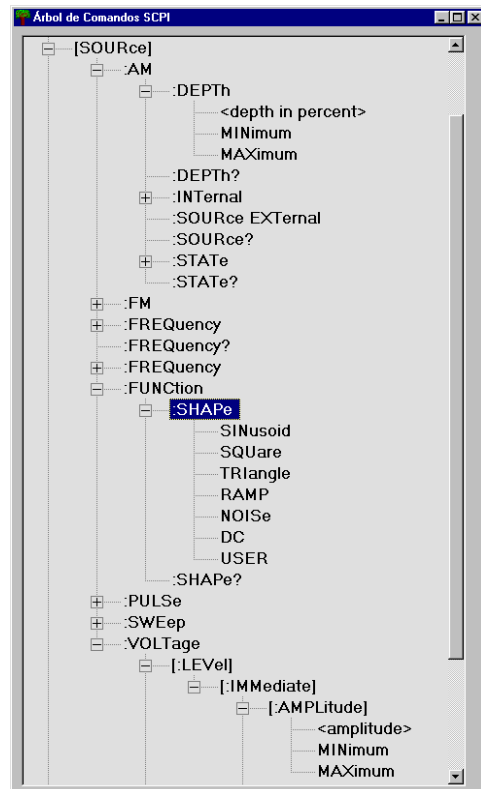 Árbol de Comandos SCPI
[SOURce]
:AM
:DEPTh
<depth in percent>
MINimum
MAXimum
:DEPTh?
:INTernal
:SOURce EXTernal
:SOURce?
:STATe
:STATe?
:FM
:FREQuency
:FREQuency?
:FREQuency
:FUNCtion
:SHAPe
SINusoid
SQUare
TRIangle
RAMP
NOISe
DC
USER
:SHAPe?
:PULSe
:SWEep
:VOLTage
[:LEVel]
[:IMMediate]
[:AMPLitude]
<amplitude>
MINimum
MAXimum